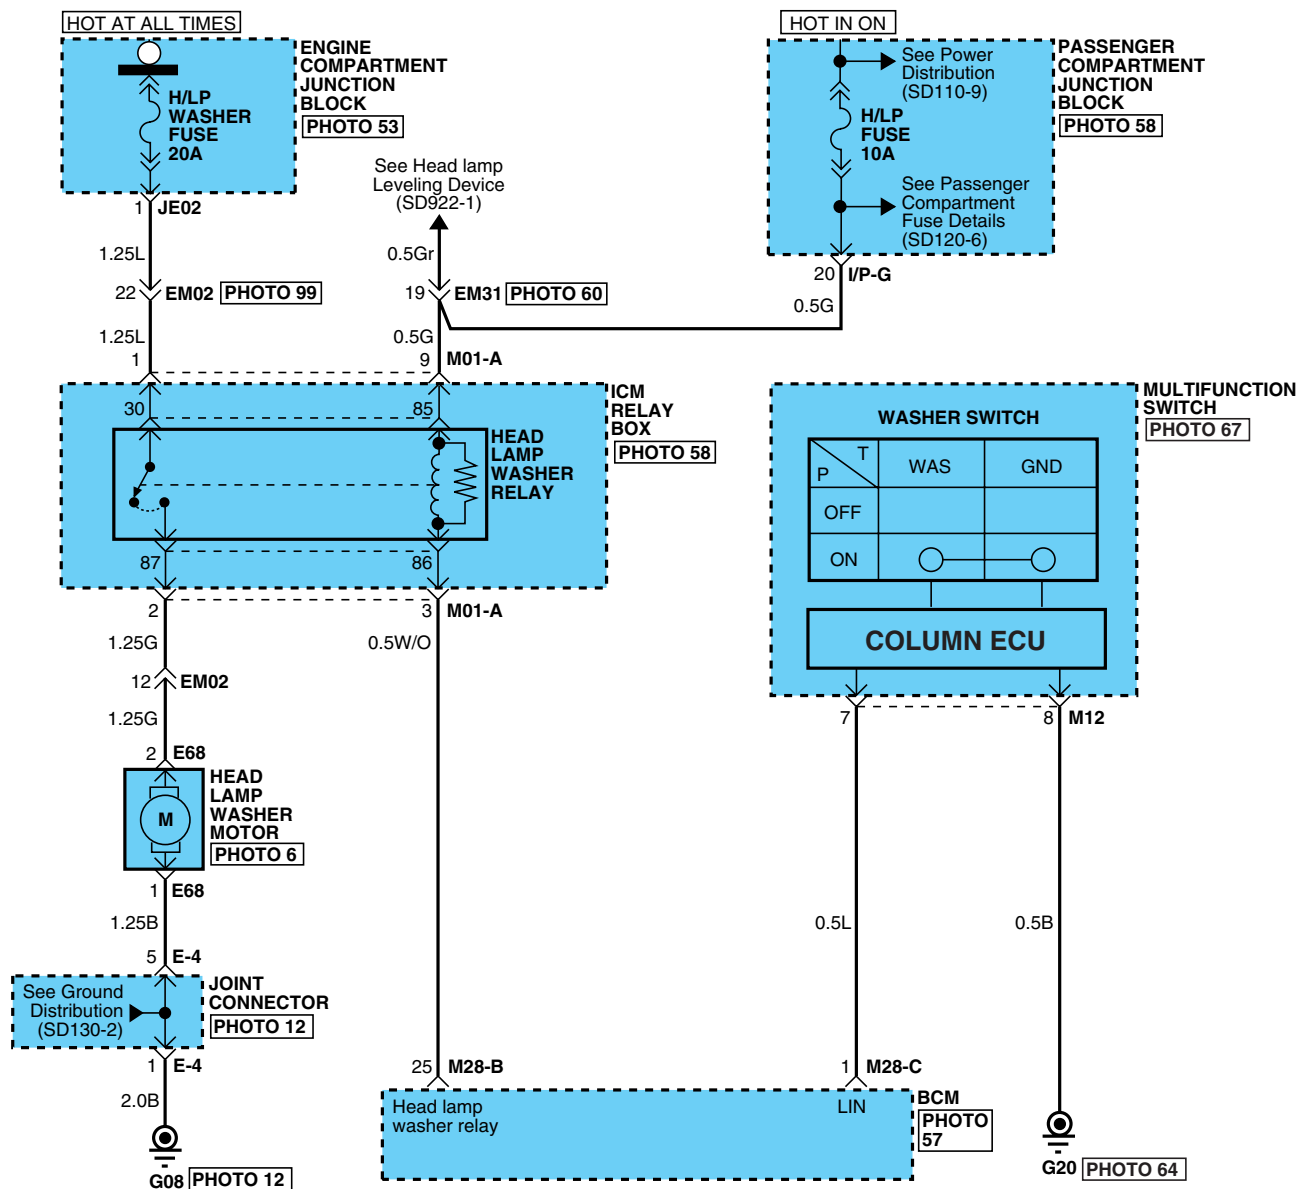 HOT AT ALL TIMES
HOT IN ON
ENGINE
COMPARTMENT
JUNCTION
BLOCK
PHOTO 53
H/LP
WASHER
FUSE
20A
1 JE02
See Head lamp
Leveling Device
(SD922-1)
See Power
Distribution
(SD110-9)
H/LP
FUSE
10A
See Passenger
Compartment
Fuse Details
(SD120-6)
PASSENGER
COMPARTMENT
JUNCTION
BLOCK
PHOTO 58
20 I/P-G
0.5G
1.25L
0.5Gr
22 EM02 PHOTO 99
19 EM31 PHOTO 60
1.25L
0.5G
1
9 M01-A
30
85
HEAD
LAMP
WASHER
RELAY
ICM
RELAY
BOX
PHOTO 58
87
86
2
3 M01-A
MULTIFUNCTION
SWITCH
PHOTO 67
WASHER SWITCH
T
P
WAS
GND
OFF
ON
COLUMN ECU
7
8 M12
1.25G
0.5W/O
12 EM02
1.25G
2 E68
HEAD
LAMP
WASHER
MOTOR
PHOTO 6
M
1 E68
1.25B
0.5L
0.5B
5 E-4
See Ground
Distribution
(SD130-2)
JOINT
CONNECTOR
PHOTO 12
1 E-4
2.0B
G08 PHOTO 12
25 M28-B
1 M28-C
Head lamp
washer relay
LIN
BCM
PHOTO
57
G20 PHOTO 64